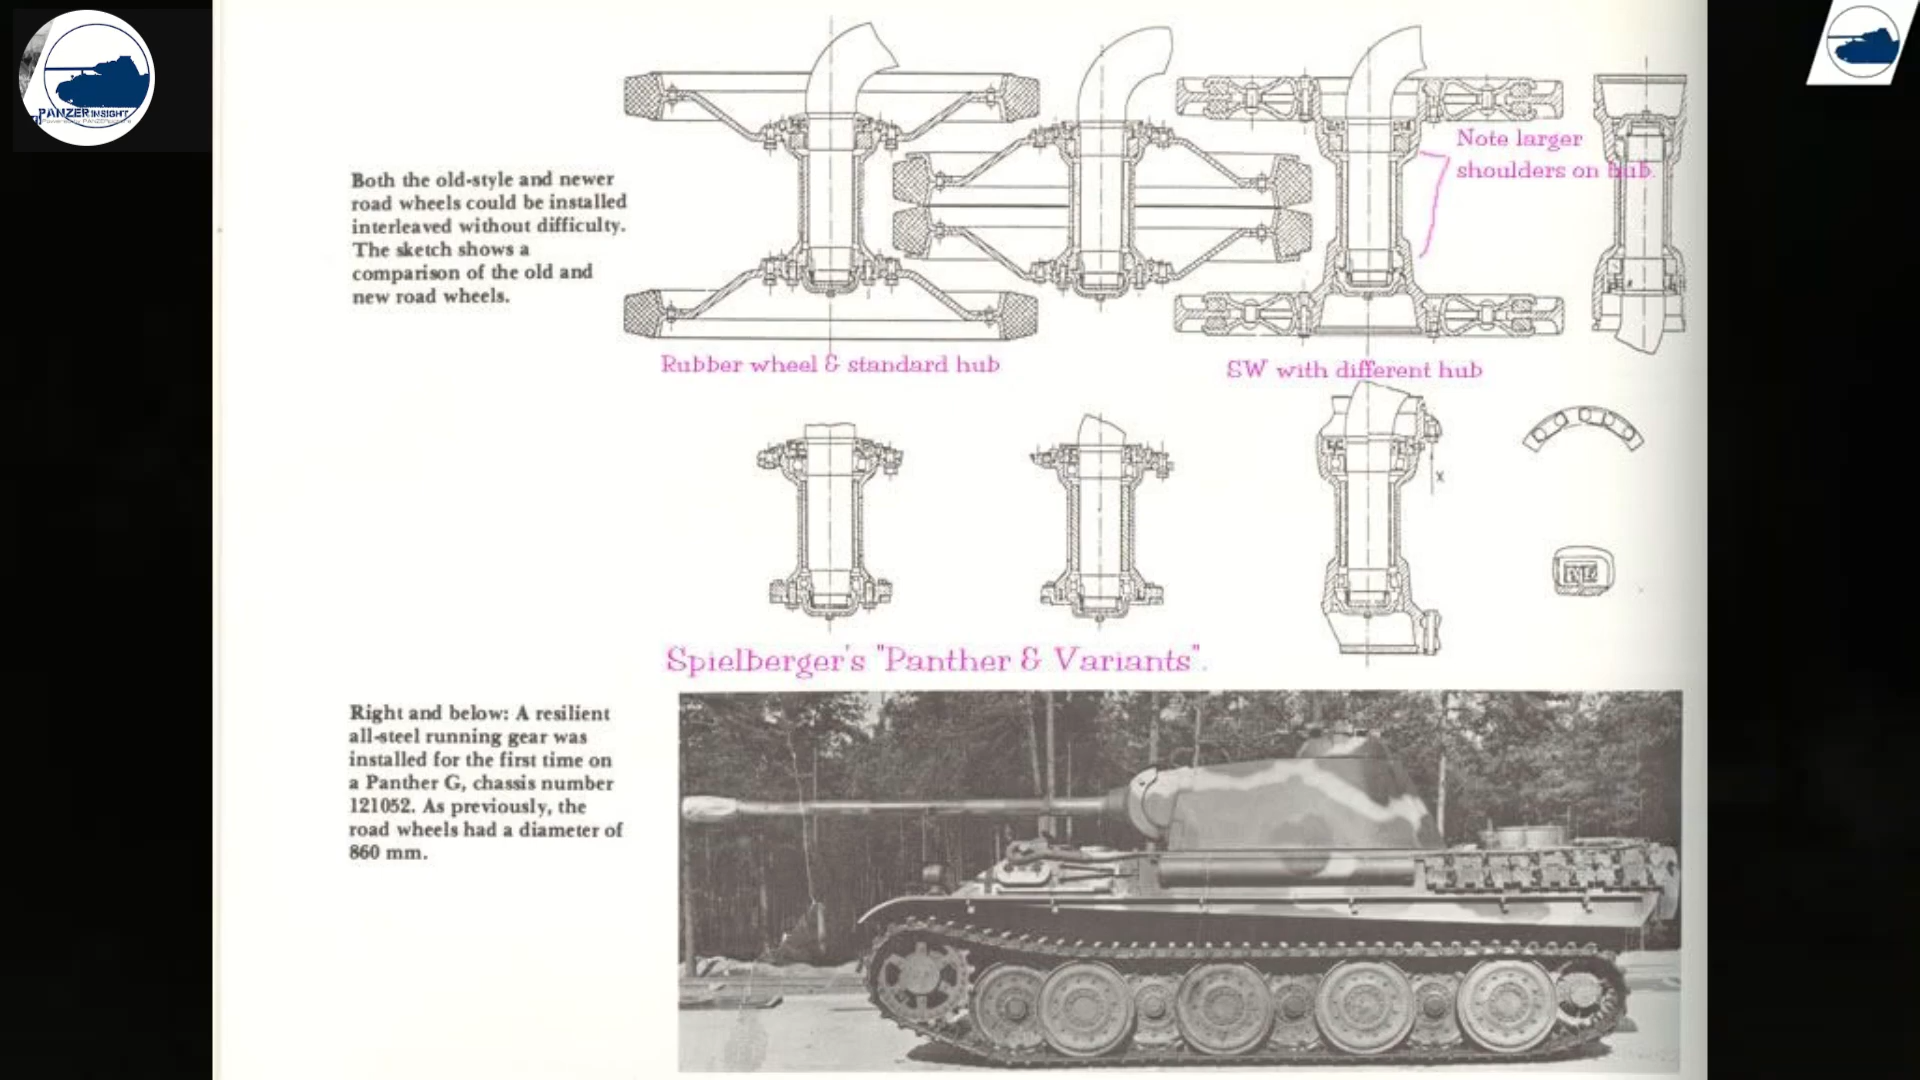 PANZER INSIGHT
Both the old-style and newer
road wheels could be installed
interleaved without difficulty.
The sketch shows a
comparison of the old and
new road wheels.
Note larger
shoulders on hub.
Rubber wheel & standard hub
SW with different hub
X
Spielberger's "Panther & Variants".
Right and below: A resilient
all-steel running gear was
installed for the first time on
a Panther G, chassis number
121052. As previously, the
road wheels had a diameter of
860 mm.